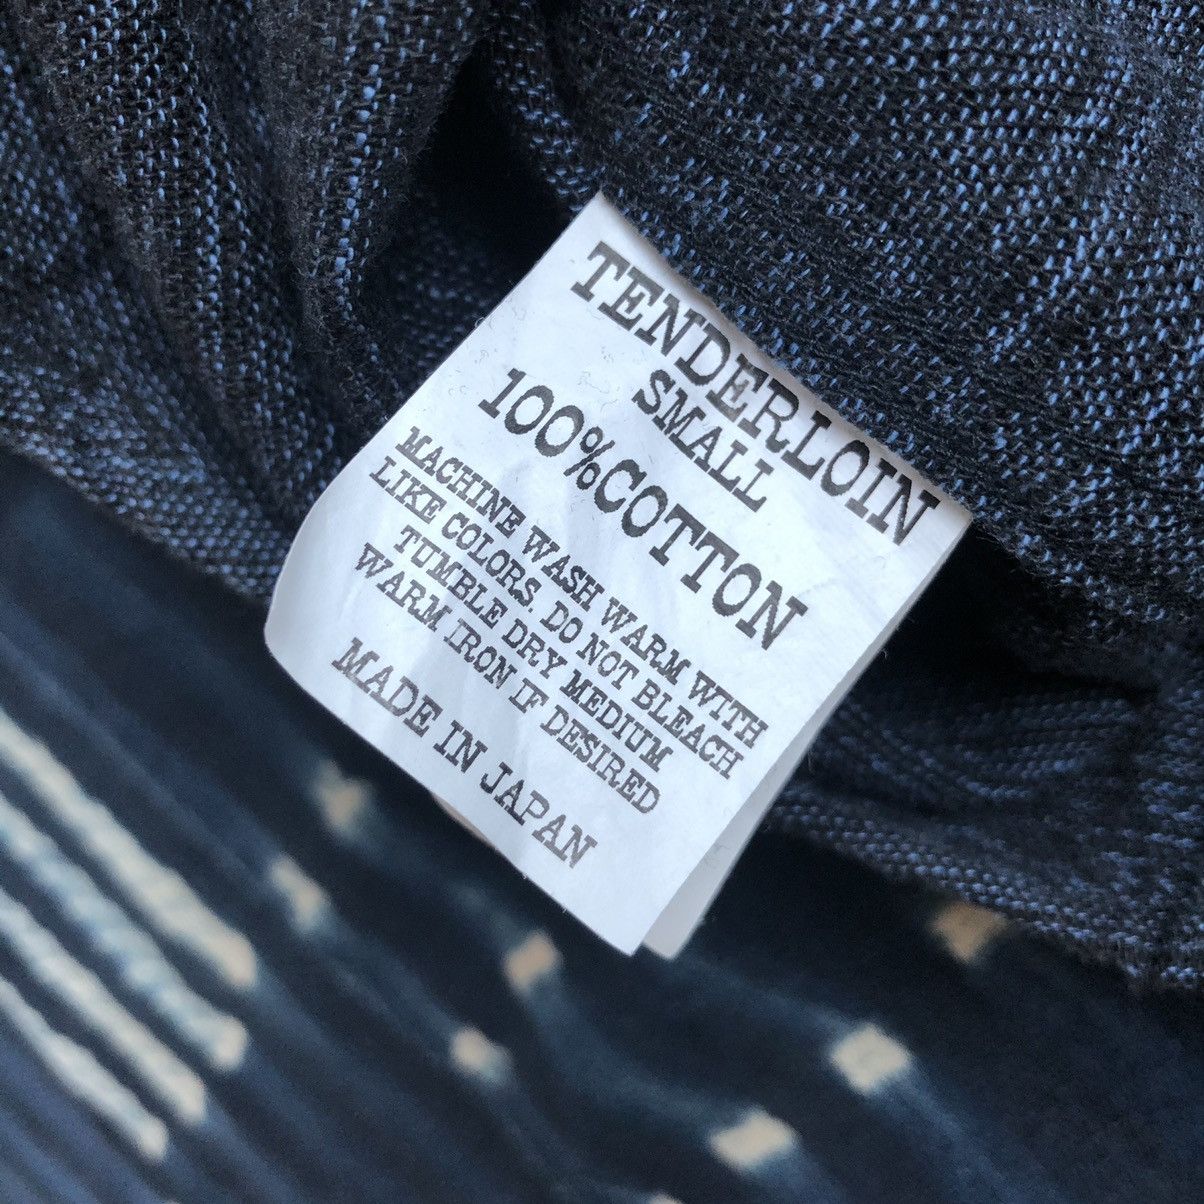 TENDERLOIN
SMALL
100%COTTON
MACHINE WASH WARM WITH
LIKE COLORS. DO NOT BLEACH
TUMBLE DRY MEDIUM
WARM IRON IF DESIRED
MADE IN JAPAN